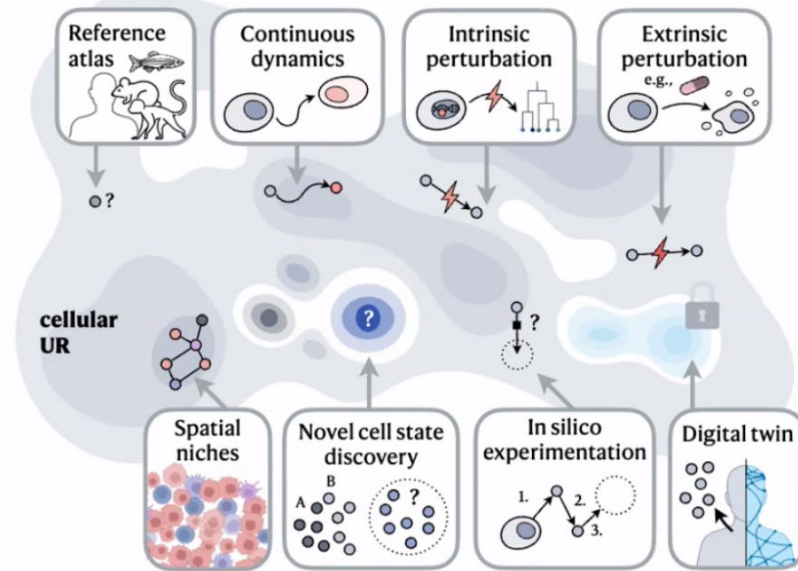 Reference
atlas
Continuous
dynamics
Intrinsic
perturbation
Extrinsic
perturbation
e.g.,
?
cellular
UR
?
?
Spatial
niches
Novel cell state
discovery
A
B
?
In silico
experimentation
1.
2.
3.
Digital twin